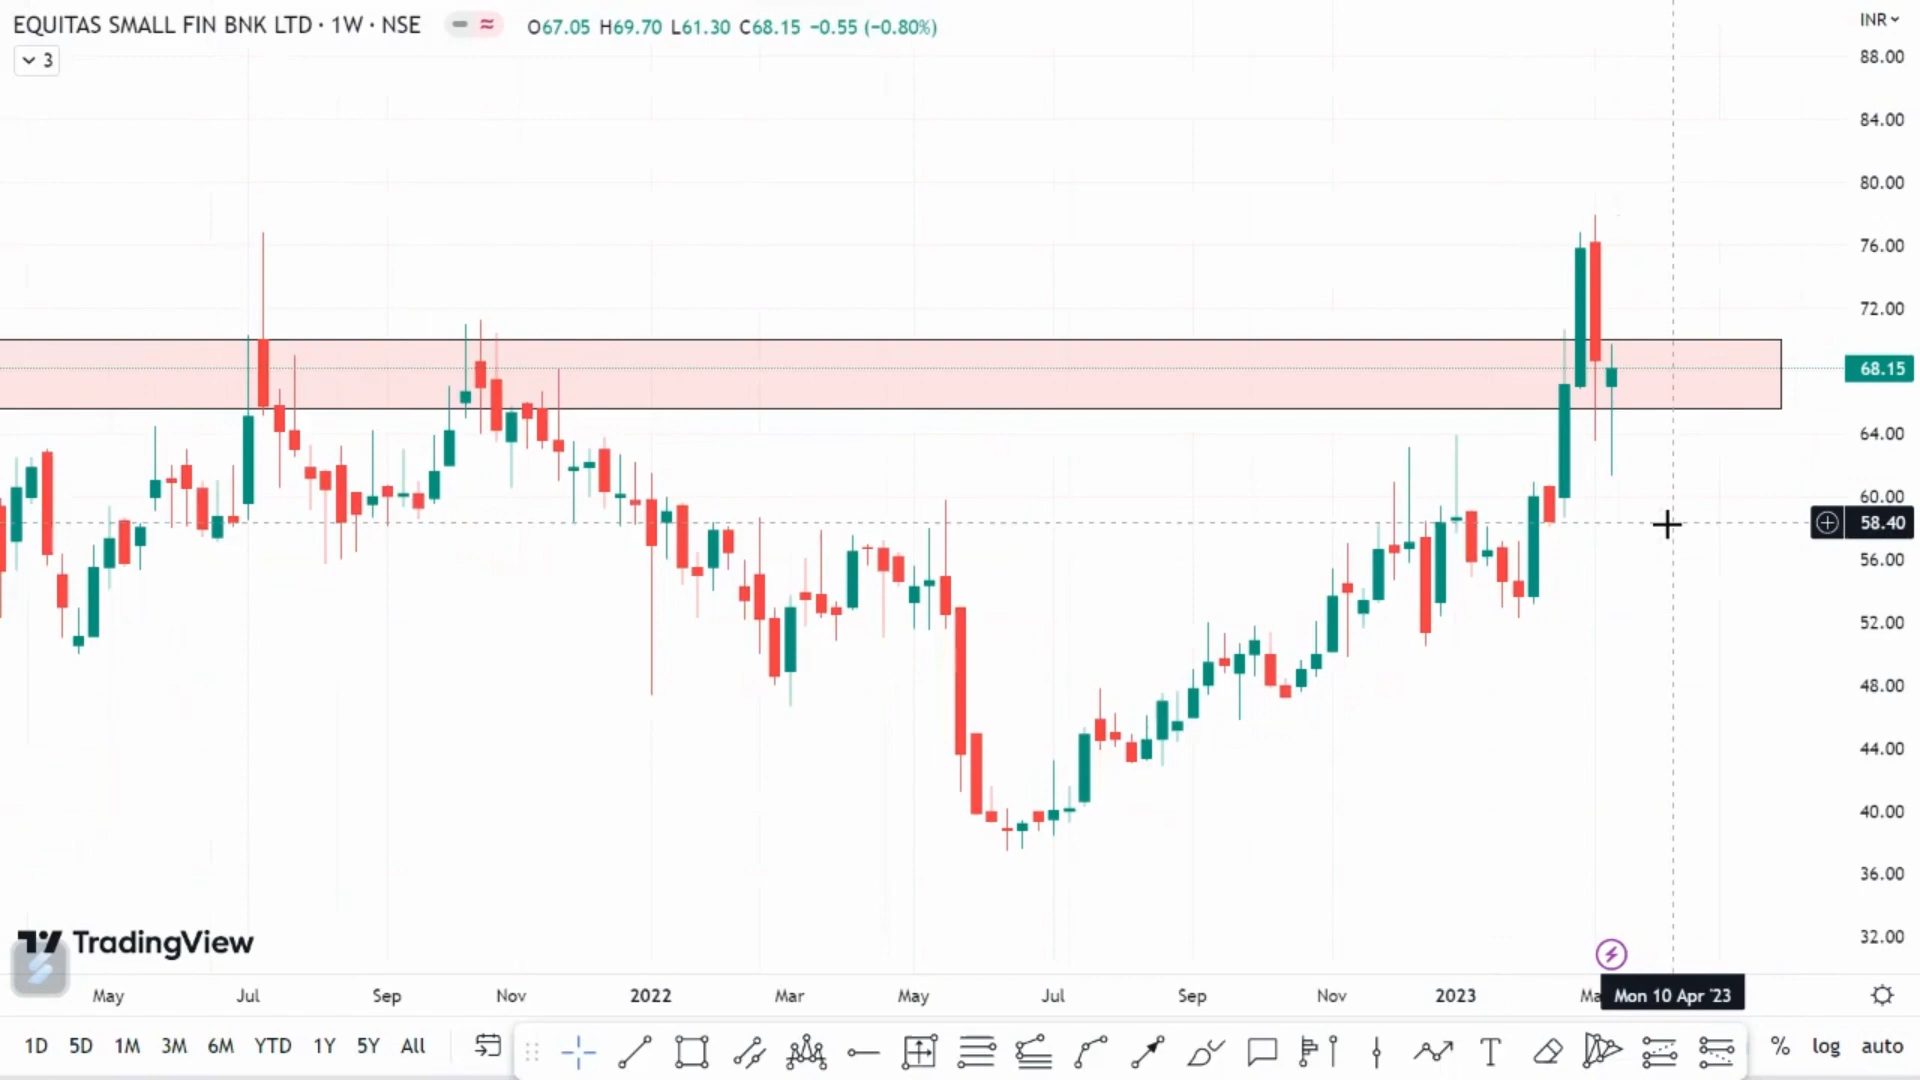 EQUITAS SMALL FIN BNK LTD · 1W · NSE
O67.05 H69.70 L61.30 C68.15 −0.55 (−0.80%)
INR
3
88.00
84.00
80.00
76.00
72.00
68.15
64.00
60.00
58.40
56.00
52.00
48.00
44.00
40.00
36.00
32.00
TradingView
May Jul Sep Nov 2022 Mar May Jul Sep Nov 2023 Mon 10 Apr '23
1D 5D 1M 3M 6M YTD 1Y 5Y All T % log auto